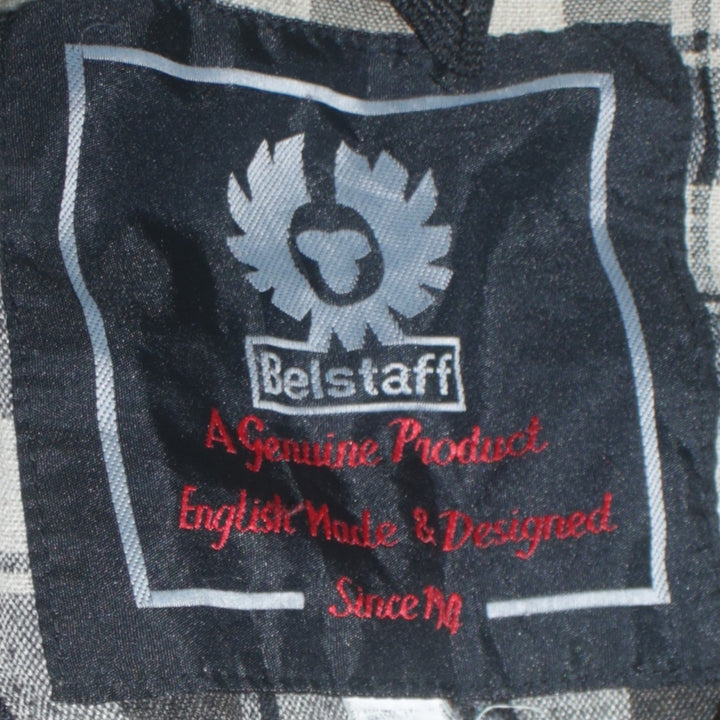 Belstaff
A Genuine Product
English Made & Designed
Since